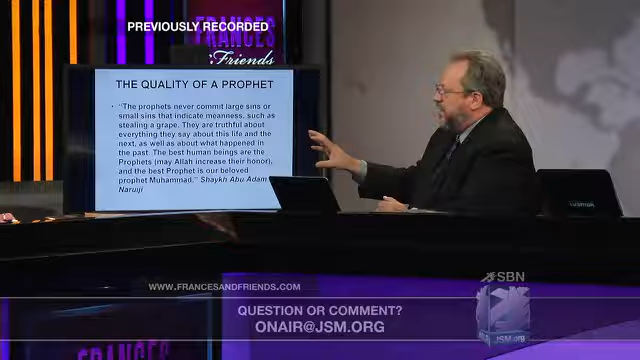 PREVIOUSLY RECORDED
FRANCES
& Friends
THE QUALITY OF A PROPHET
• "The prophets never commit large sins or
small sins that indicate meanness, such as
stealing a grape. They are truthful about
everything they say about this life and the
next, as well as about what happened in
the past. The best human beings are the
Prophets (may Allah increase their honor),
and the best Prophet is our beloved
prophet Muhammad." Shaykh Abu Adam
Naruiji
TOSHIBA
WWW.FRANCESANDFRIENDS.COM
SBN
QUESTION OR COMMENT?
ONAIR@JSM.ORG
JSM.ORG
FRANCES